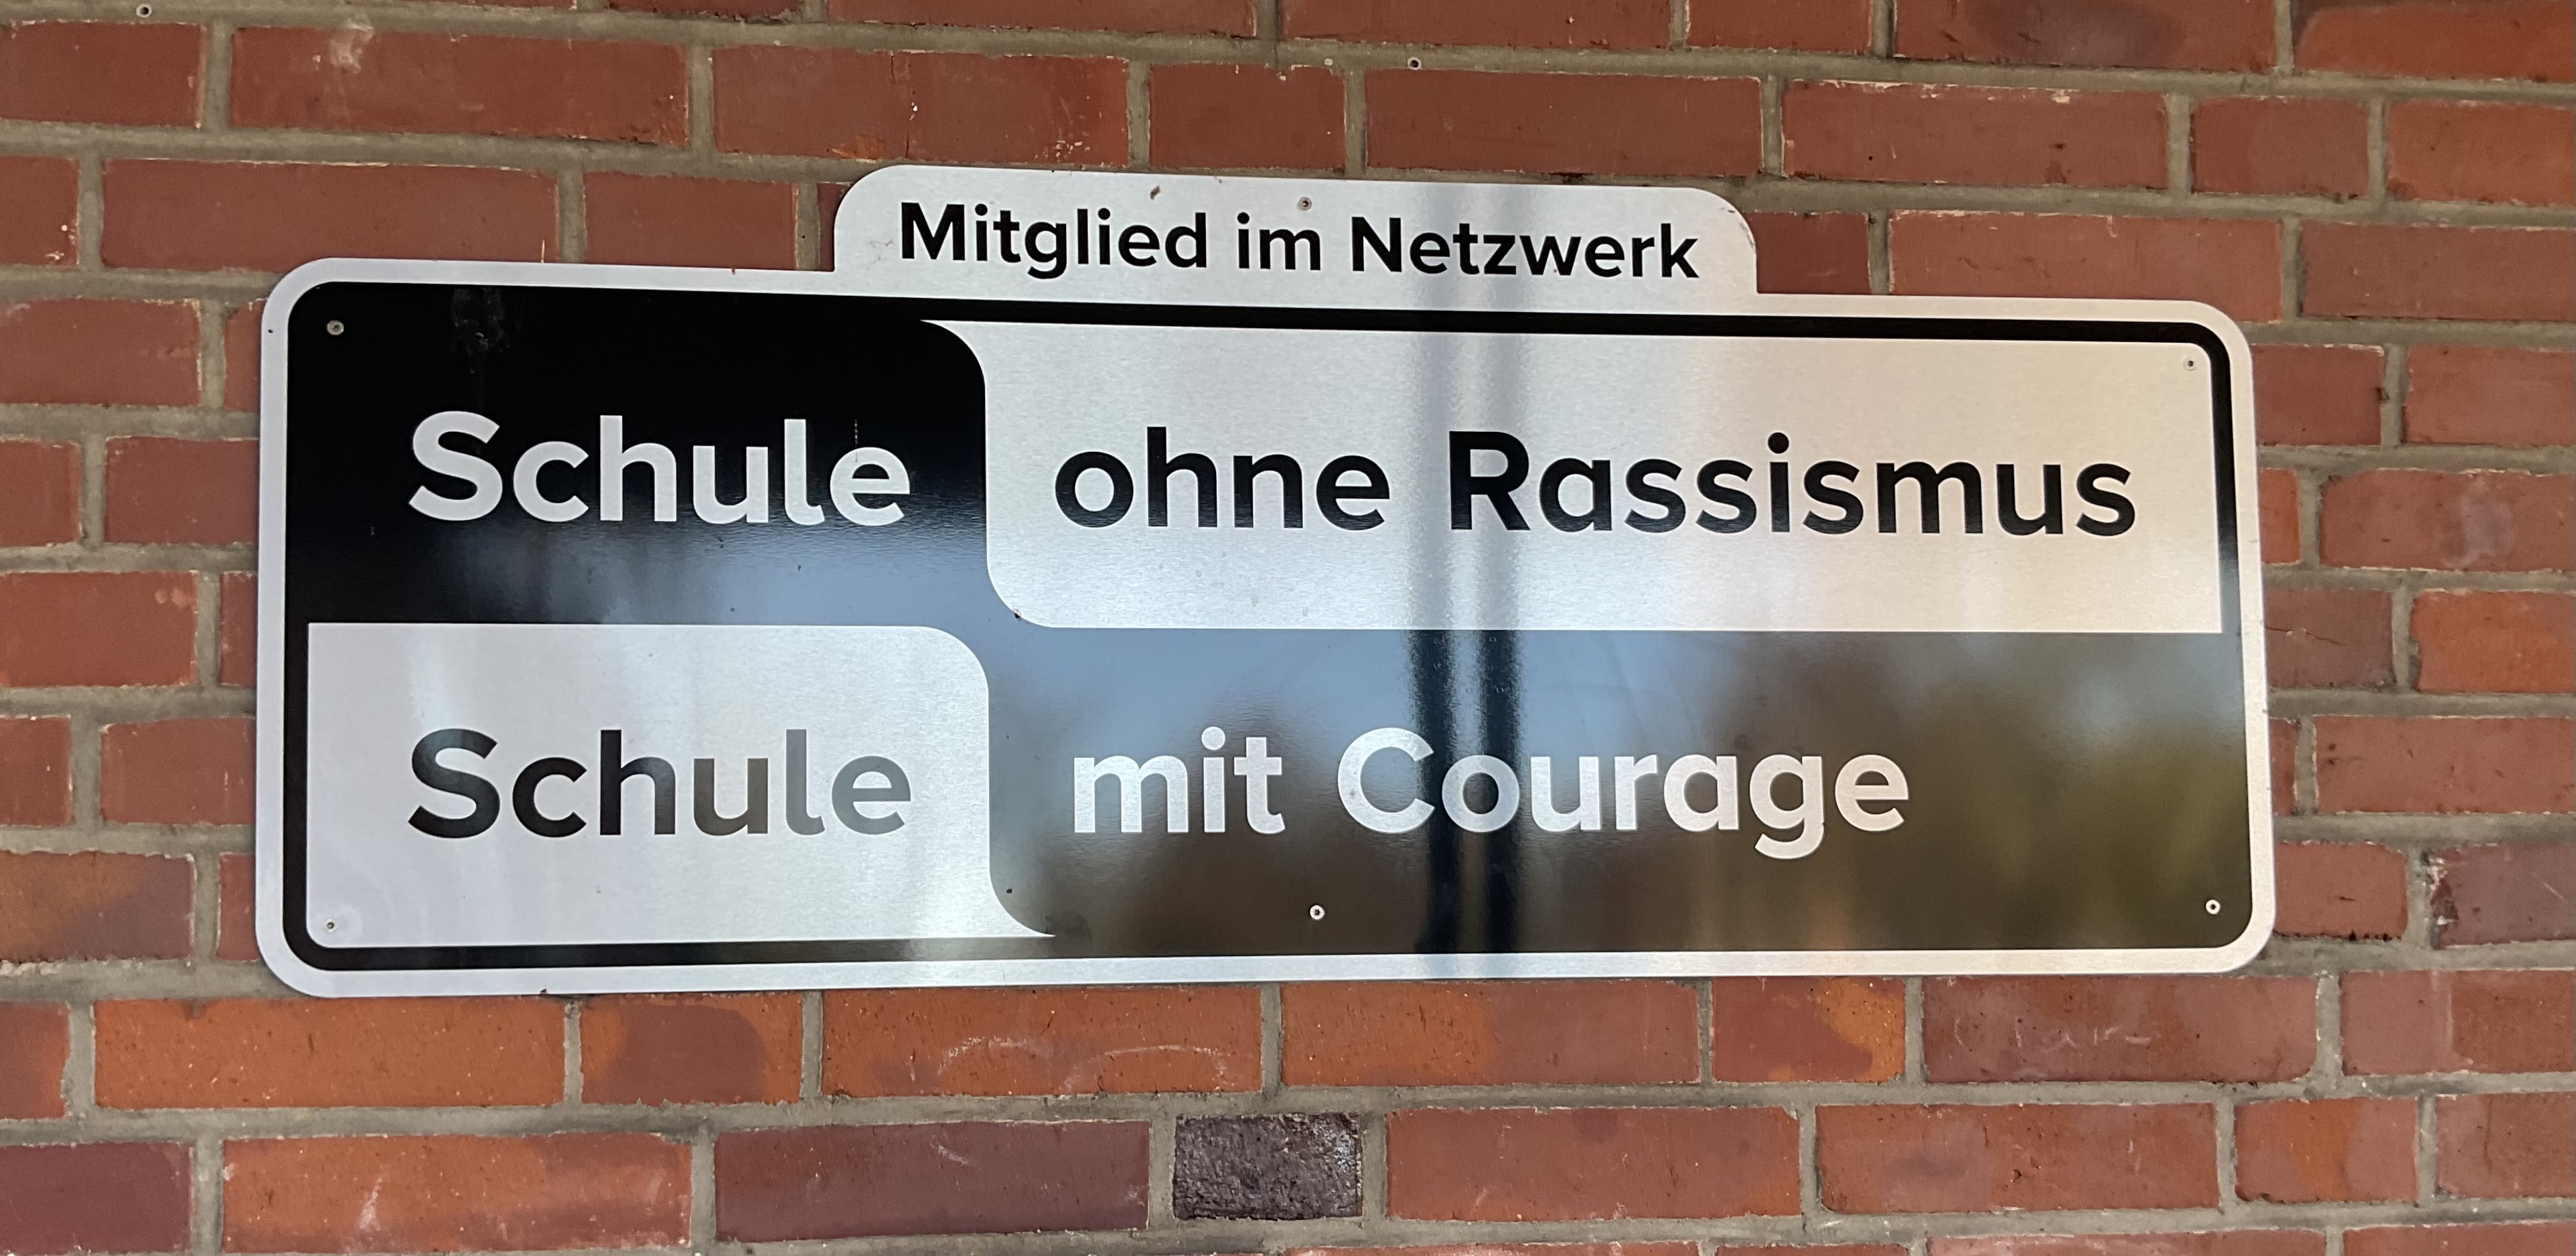 Mitglied im Netzwerk
Schule ohne Rassismus
Schule mit Courage